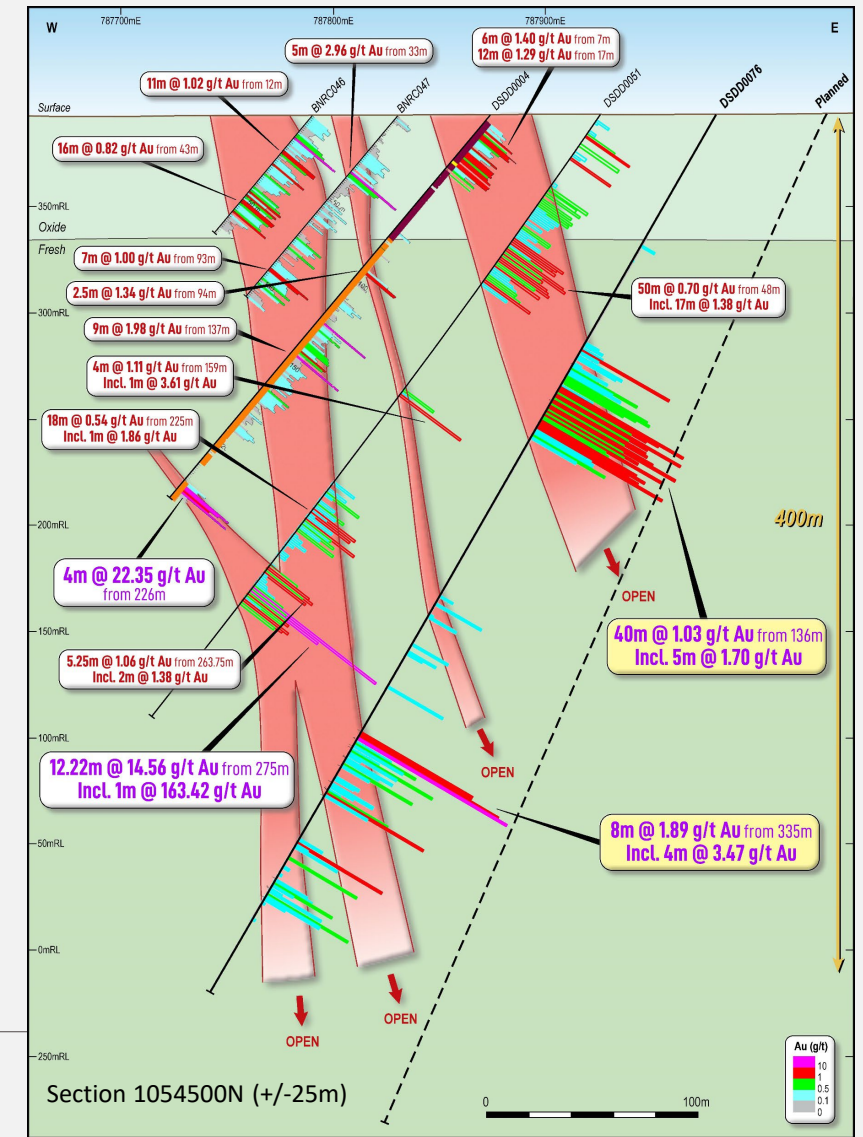 787700mE
787800mE
787900mE
W
E
5m @ 2.96 g/t Au from 33m
6m @ 1.40 g/t Au from 7m
12m @ 1.29 g/t Au from 17m
11m @ 1.02 g/t Au from 12m
BNRC046
BNRC047
DSDD0004
DSDD0051
DSDD0076
Planned
Surface
16m @ 0.82 g/t Au from 43m
350mRL
Oxide
Fresh
7m @ 1.00 g/t Au from 93m
2.5m @ 1.34 g/t Au from 94m
50m @ 0.70 g/t Au from 48m
Incl. 17m @ 1.38 g/t Au
300mRL
9m @ 1.98 g/t Au from 137m
4m @ 1.11 g/t Au from 159m
Incl. 1m @ 3.61 g/t Au
18m @ 0.54 g/t Au from 225m
Incl. 1m @ 1.86 g/t Au
200mRL
400m
4m @ 22.35 g/t Au
from 226m
OPEN
150mRL
40m @ 1.03 g/t Au from 136m
Incl. 5m @ 1.70 g/t Au
5.25m @ 1.06 g/t Au from 263.75m
Incl. 2m @ 1.38 g/t Au
100mRL
12.22m @ 14.56 g/t Au from 275m
Incl. 1m @ 163.42 g/t Au
OPEN
50mRL
8m @ 1.89 g/t Au from 335m
Incl. 4m @ 3.47 g/t Au
0mRL
OPEN
OPEN
250mRL
Section 1054500N (+/-25m)
0
100m
Au (g/t)
10
1
0.5
0.1
0